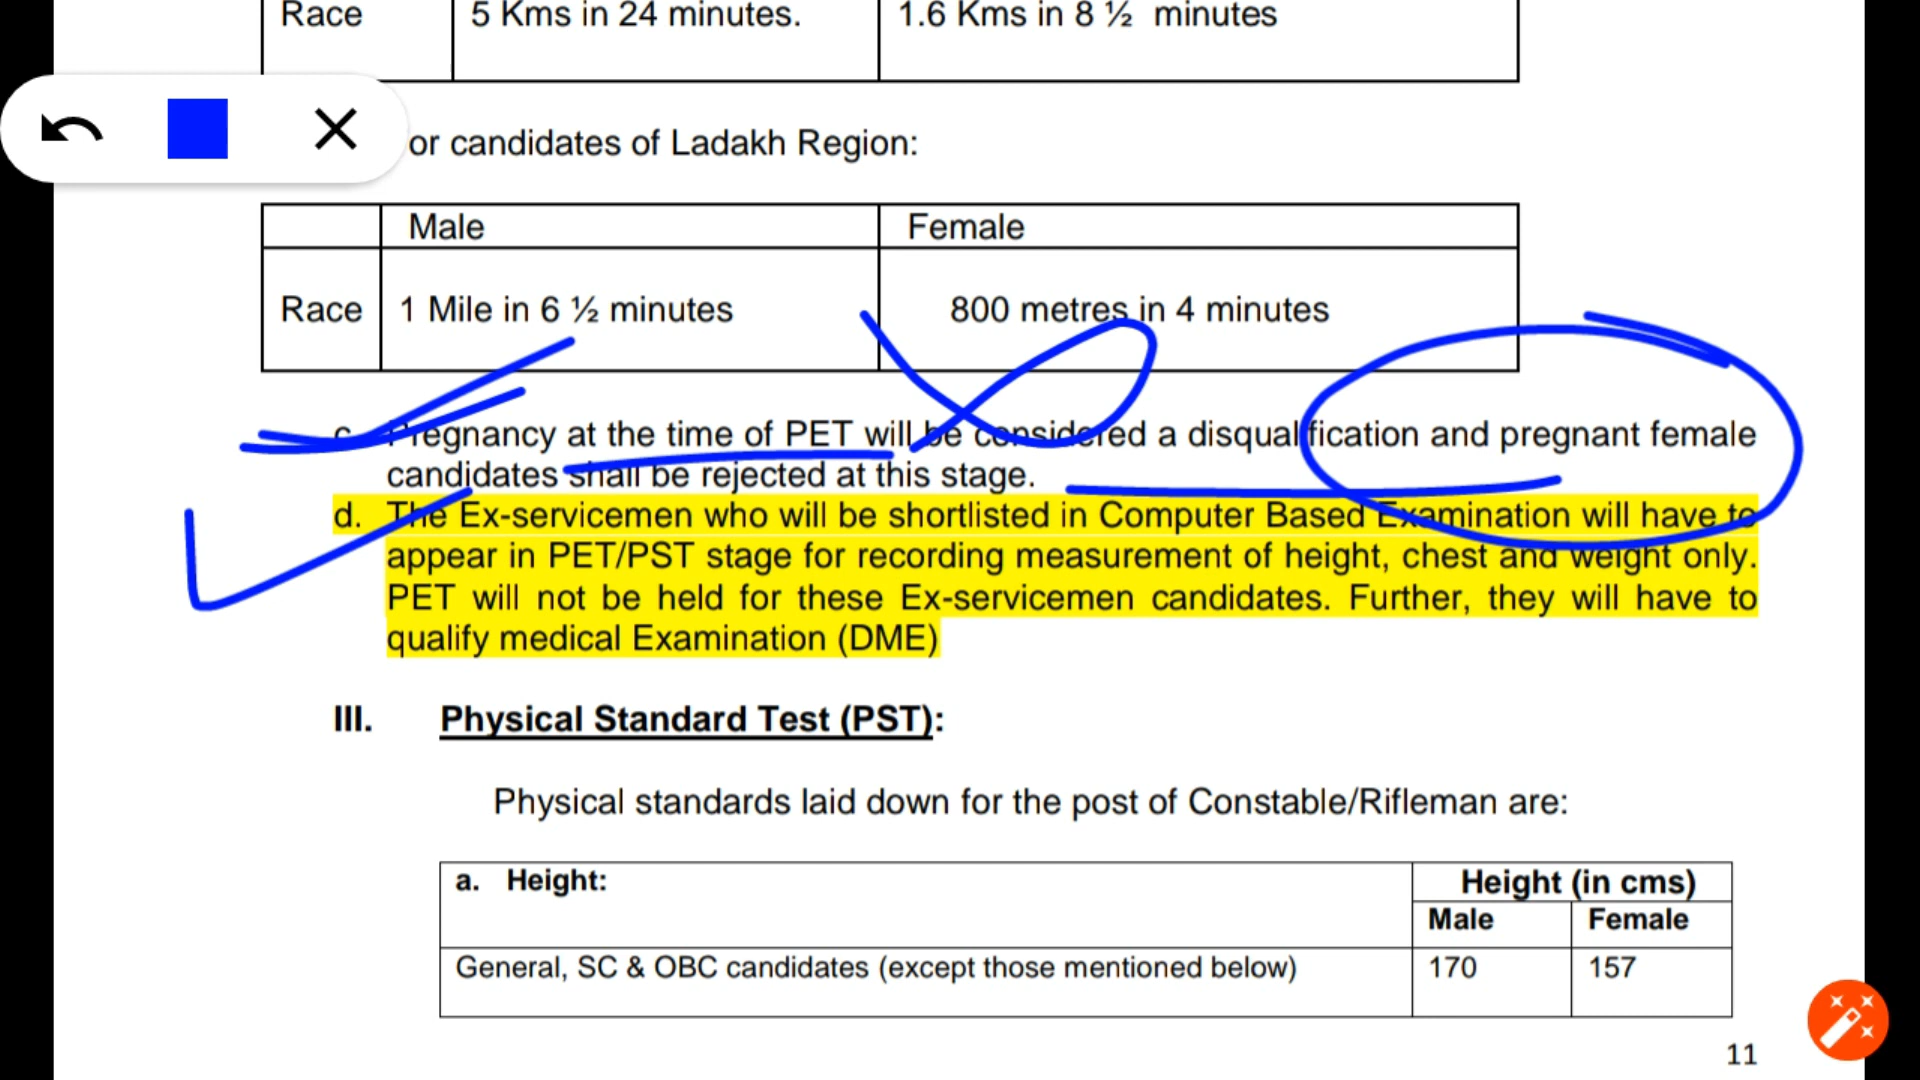 Race 5 Kms in 24 minutes. 1.6 Kms in 8 ½ minutes
or candidates of Ladakh Region:
Male Female
Race 1 Mile in 6 ½ minutes 800 metres in 4 minutes
c. Pregnancy at the time of PET will be considered a disqualification and pregnant female
candidates shall be rejected at this stage.
d. The Ex-servicemen who will be shortlisted in Computer Based Examination will have to
appear in PET/PST stage for recording measurement of height, chest and weight only.
PET will not be held for these Ex-servicemen candidates. Further, they will have to
qualify medical Examination (DME)
III. Physical Standard Test (PST):
Physical standards laid down for the post of Constable/Rifleman are:
a. Height: Height (in cms)
Male Female
General, SC & OBC candidates (except those mentioned below) 170 157
11